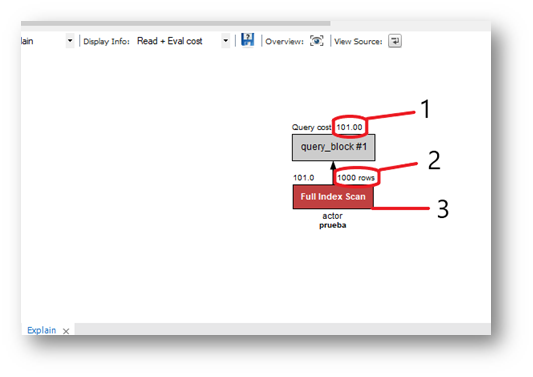 lain Display Info: Read + Eval cost Overview: View Source:
1
Query cost: 101.00
query_block #1
2
101.0 1000 rows
Full Index Scan
3
actor
prueba
Explain